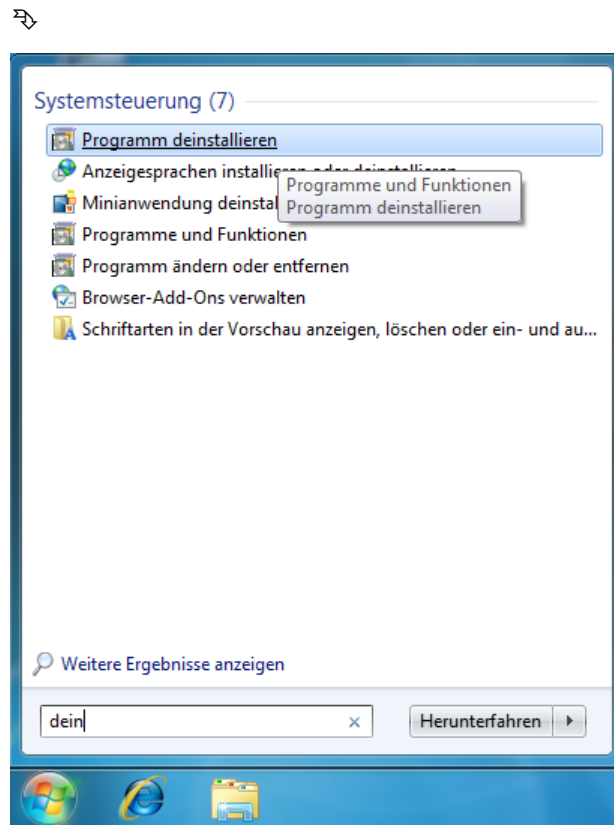 Systemsteuerung (7)
Programm deinstallieren
Anzeigesprachen installieren oder deinstallieren
Programme und Funktionen
Programm deinstallieren
Minianwendung deinstal
Programme und Funktionen
Programm ändern oder entfernen
Browser-Add-Ons verwalten
Schriftarten in der Vorschau anzeigen, löschen oder ein- und au...
Weitere Ergebnisse anzeigen
dein
Herunterfahren